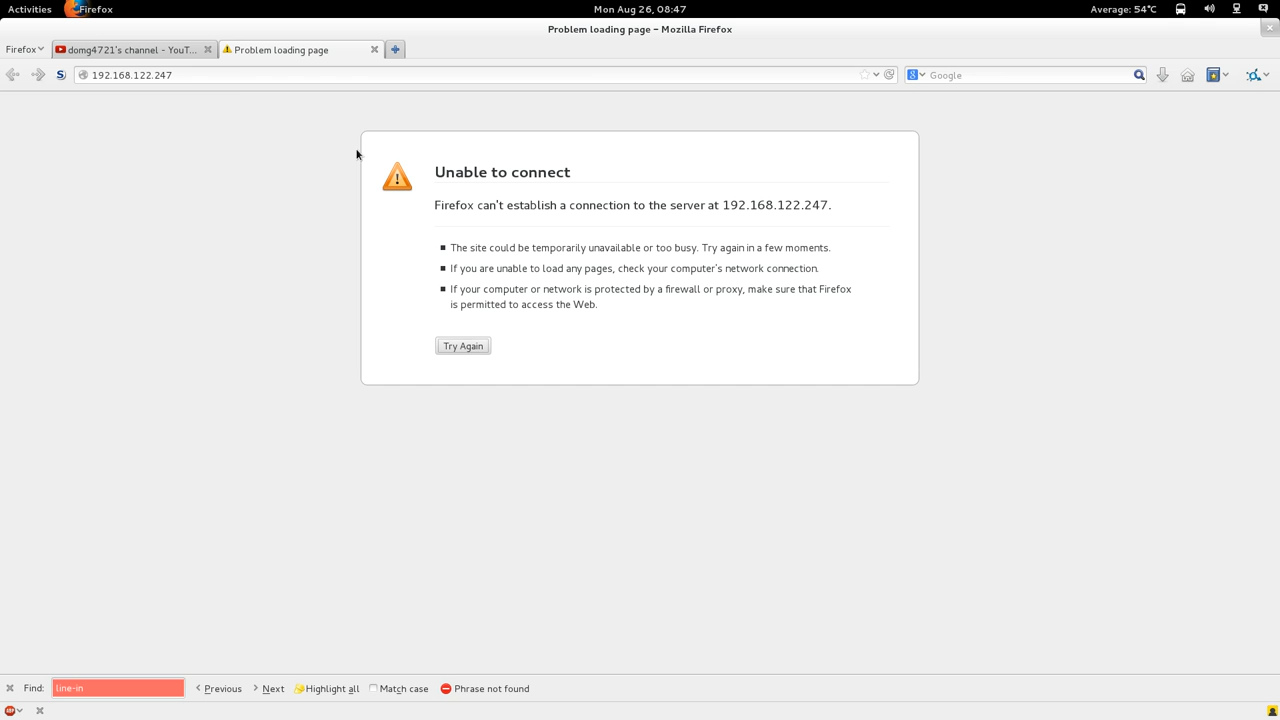 Activities Firefox Mon Aug 26, 08:47 Average: 54°C
Problem loading page - Mozilla Firefox
Firefox domg4721's channel - YouT... Problem loading page
192.168.122.247 Google
Unable to connect
Firefox can't establish a connection to the server at 192.168.122.247.
The site could be temporarily unavailable or too busy. Try again in a few moments.
If you are unable to load any pages, check your computer's network connection.
If your computer or network is protected by a firewall or proxy, make sure that Firefox
is permitted to access the Web.
Try Again
Find: line-in Previous Next Highlight all Match case Phrase not found
ABP